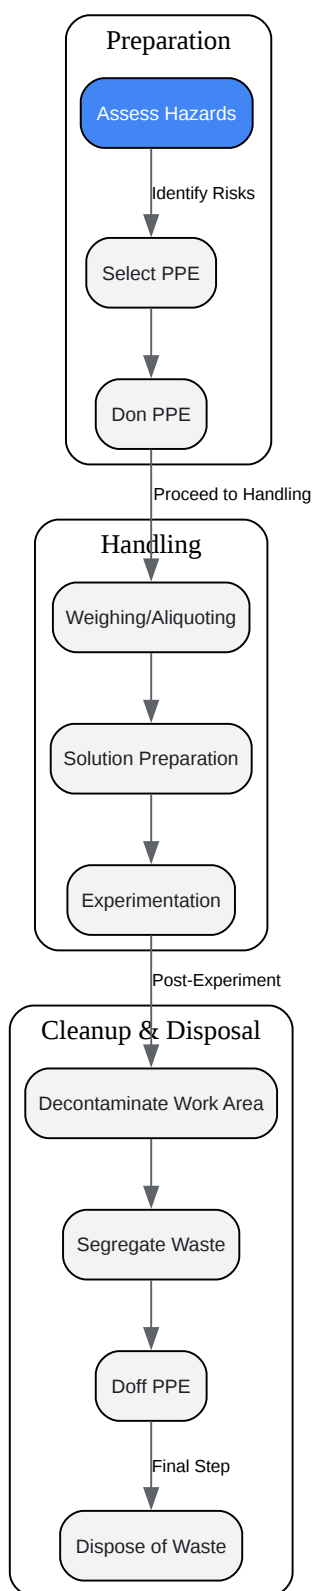 Preparation
Assess Hazards
Identify Risks
Select PPE
Don PPE
Proceed to Handling
Handling
Weighing/Aliquoting
Solution Preparation
Experimentation
Post-Experiment
Cleanup & Disposal
Decontaminate Work Area
Segregate Waste
Doff PPE
Final Step
Dispose of Waste